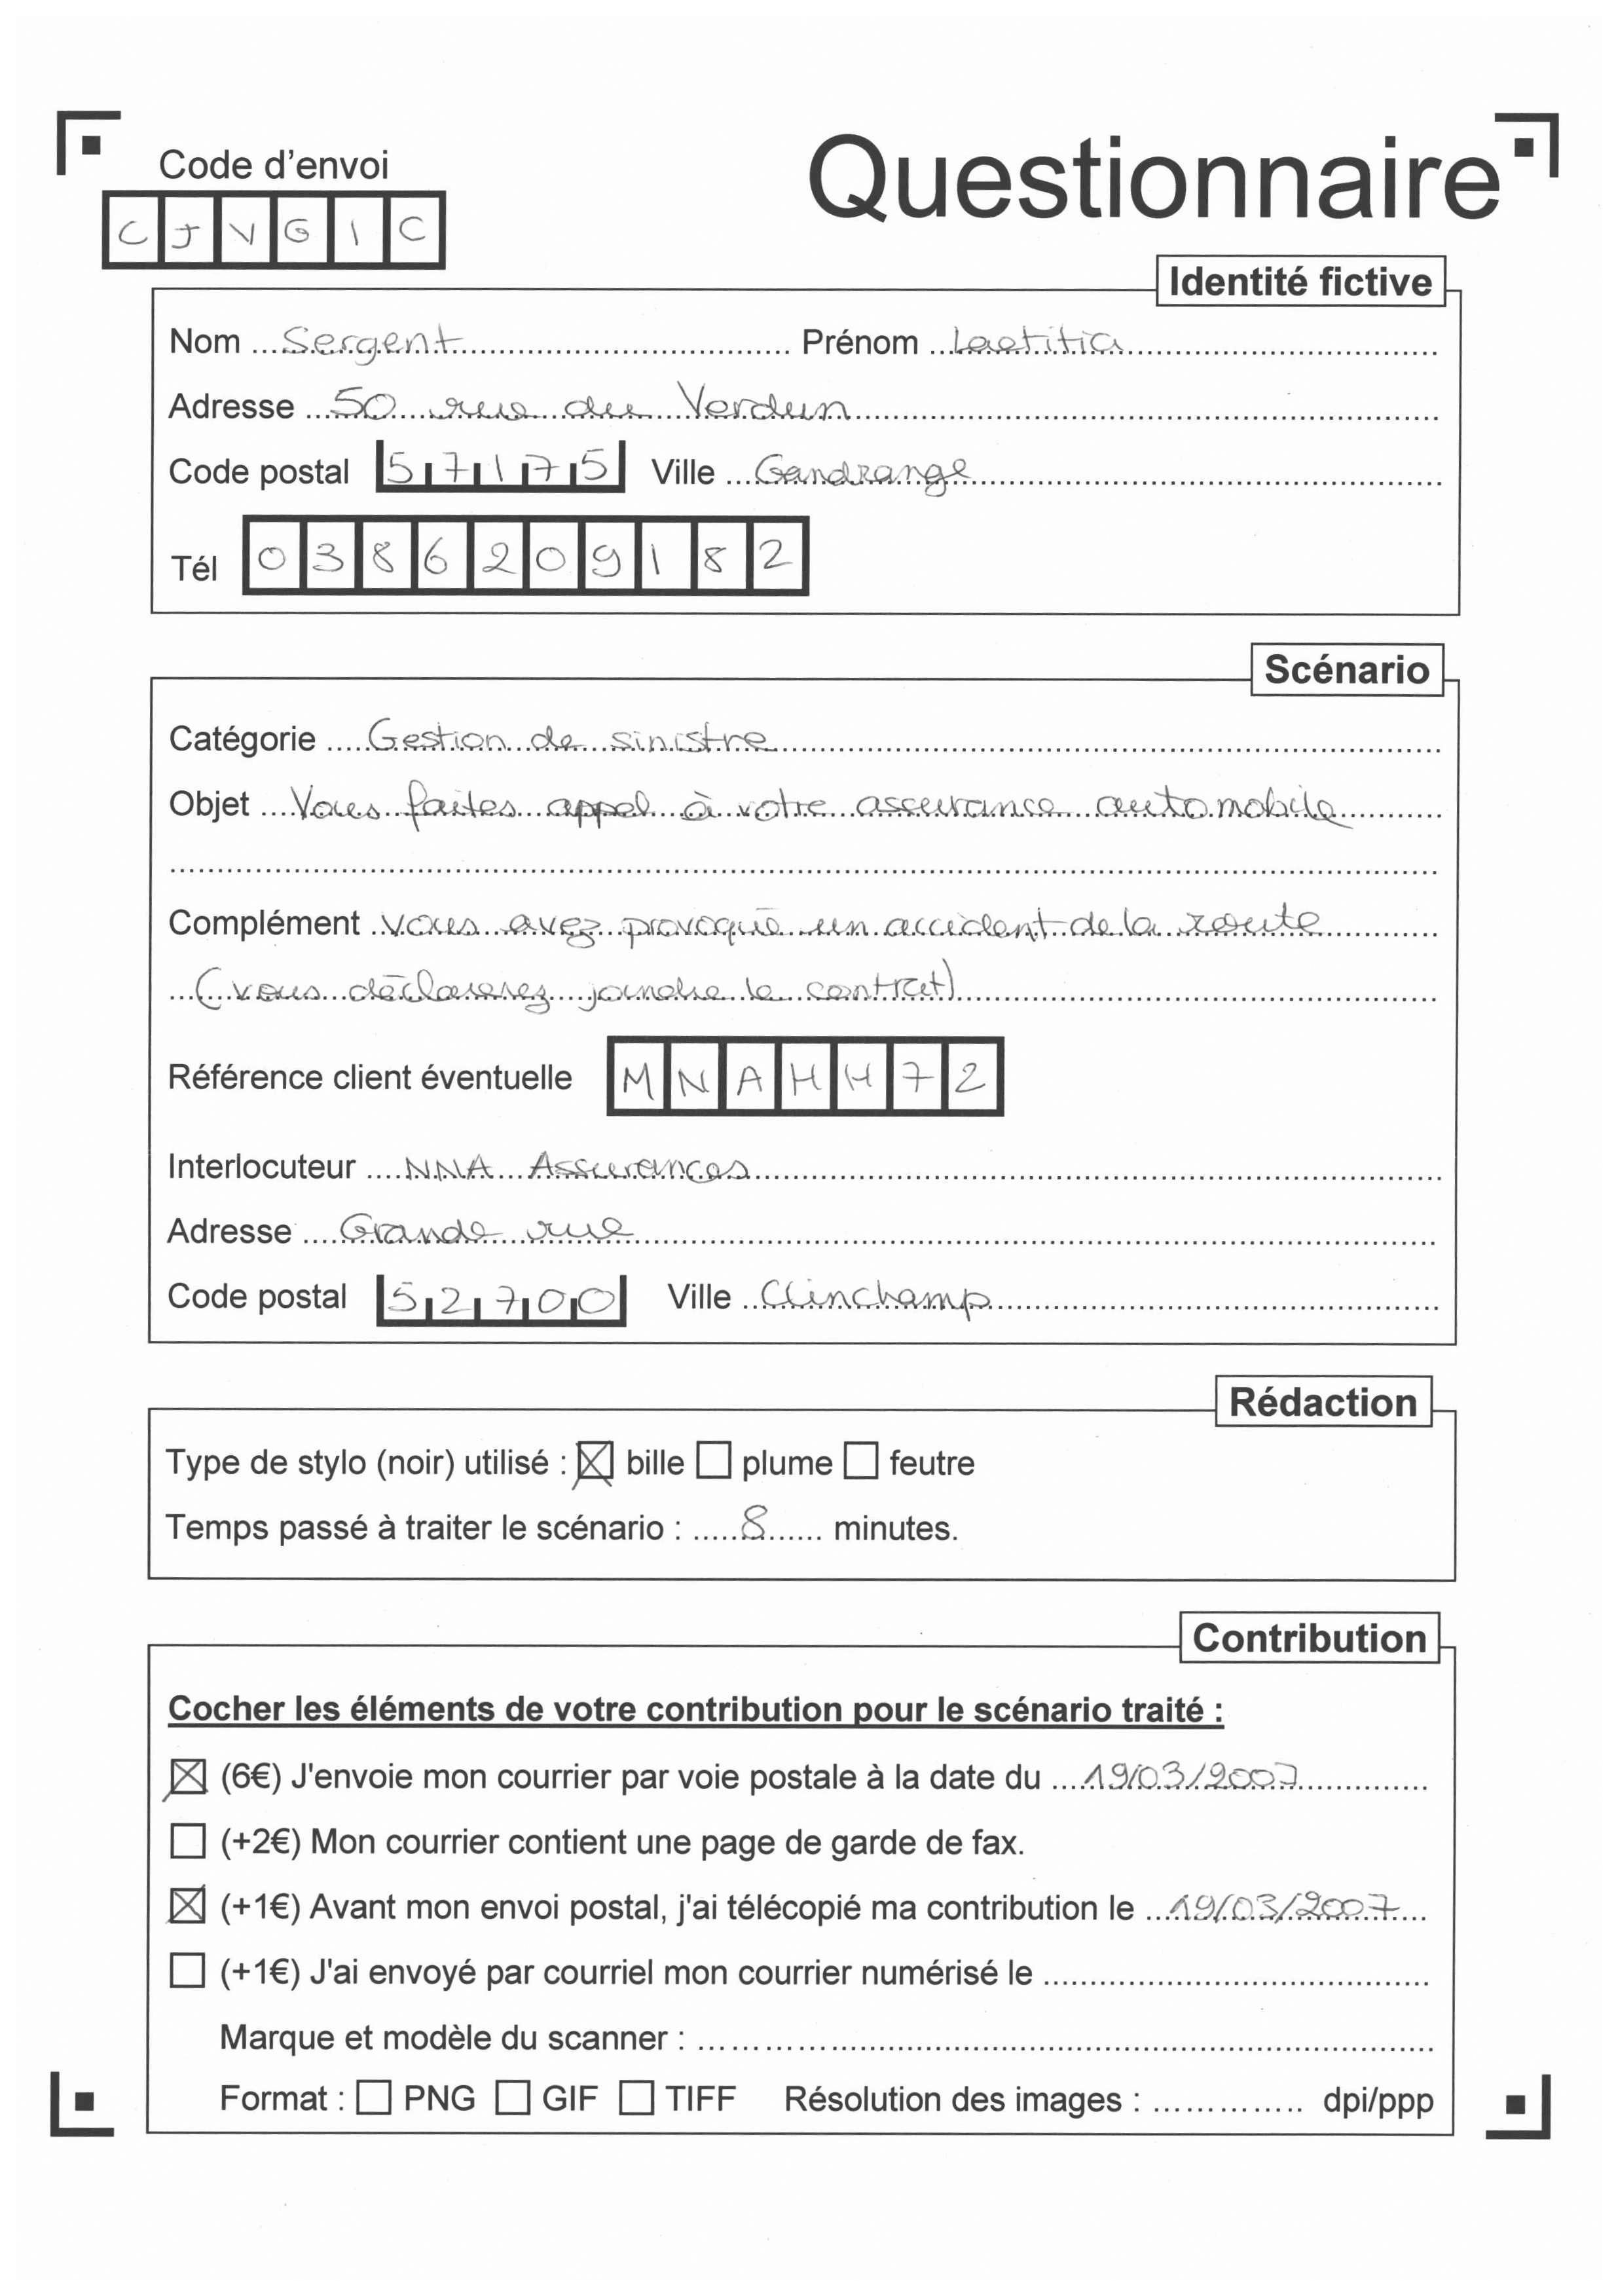 Code d'envoi
Questionnaire
C J V G I C
Identité fictive
Nom Sergent Prénom Laetitia
Adresse 50 rue du Verdun
Code postal 57175 Ville Gandrange
Tél 0386209182
Scénario
Catégorie Gestion de sinistre
Objet Vous faites appel à votre assurance automobile
Complément vous avez provoqué un accident de la route
(vous déclarerez joindre le contrat)
Référence client éventuelle MNAHH72
Interlocuteur NNA Assurances
Adresse Grande rue
Code postal 52700 Ville Clinchamp
Rédaction
Type de stylo (noir) utilisé : ☒ bille ☐ plume ☐ feutre
Temps passé à traiter le scénario : 8 minutes.
Contribution
Cocher les éléments de votre contribution pour le scénario traité :
☒ (6€) J'envoie mon courrier par voie postale à la date du 19/03/2007
☐ (+2€) Mon courrier contient une page de garde de fax.
☒ (+1€) Avant mon envoi postal, j'ai télécopié ma contribution le 19/03/2007
☐ (+1€) J'ai envoyé par courriel mon courrier numérisé le
Marque et modèle du scanner :
Format : ☐ PNG ☐ GIF ☐ TIFF Résolution des images : dpi/ppp